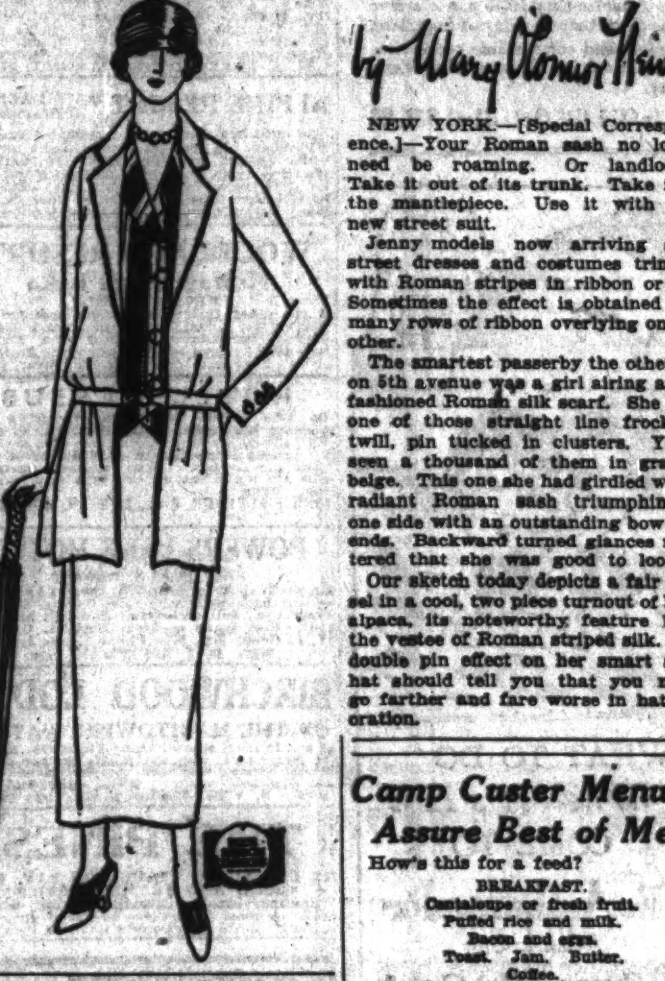 by Mary O'Connor
NEW YORK.—[Special Corres
ence.]—Your Roman sash no lo
need be roaming. Or landlo
Take it out of its trunk. Take
the mantlepiece. Use it with
new street suit.
Jenny models now arriving
street dresses and costumes trim
with Roman stripes in ribbon or
Sometimes the effect is obtained
many rows of ribbon overlying on
other.
The smartest passerby the othe
on 5th avenue was a girl airing a
fashioned Roman silk scarf. She
one of those straight line frock
twill, pin tucked in clusters. Y
seen a thousand of them in gra
beige. This one she had girdled w
radiant Roman sash triumphin
one side with an outstanding bow
ends. Backward turned glances
tered that she was good to loo
Our sketch today depicts a fair
sel in a cool, two piece turnout of
alpaca, its noteworthy feature
the vestee of Roman striped silk.
double pin effect on her smart
hat should tell you that you
go farther and fare worse in hat
oration.
Camp Custer Menu
Assure Best of Me
How's this for a feed?
BREAKFAST.
Cantaloupe or fresh fruit.
Puffed rice and milk.
Bacon and eggs.
Toast. Jam. Butter.
Coffee.